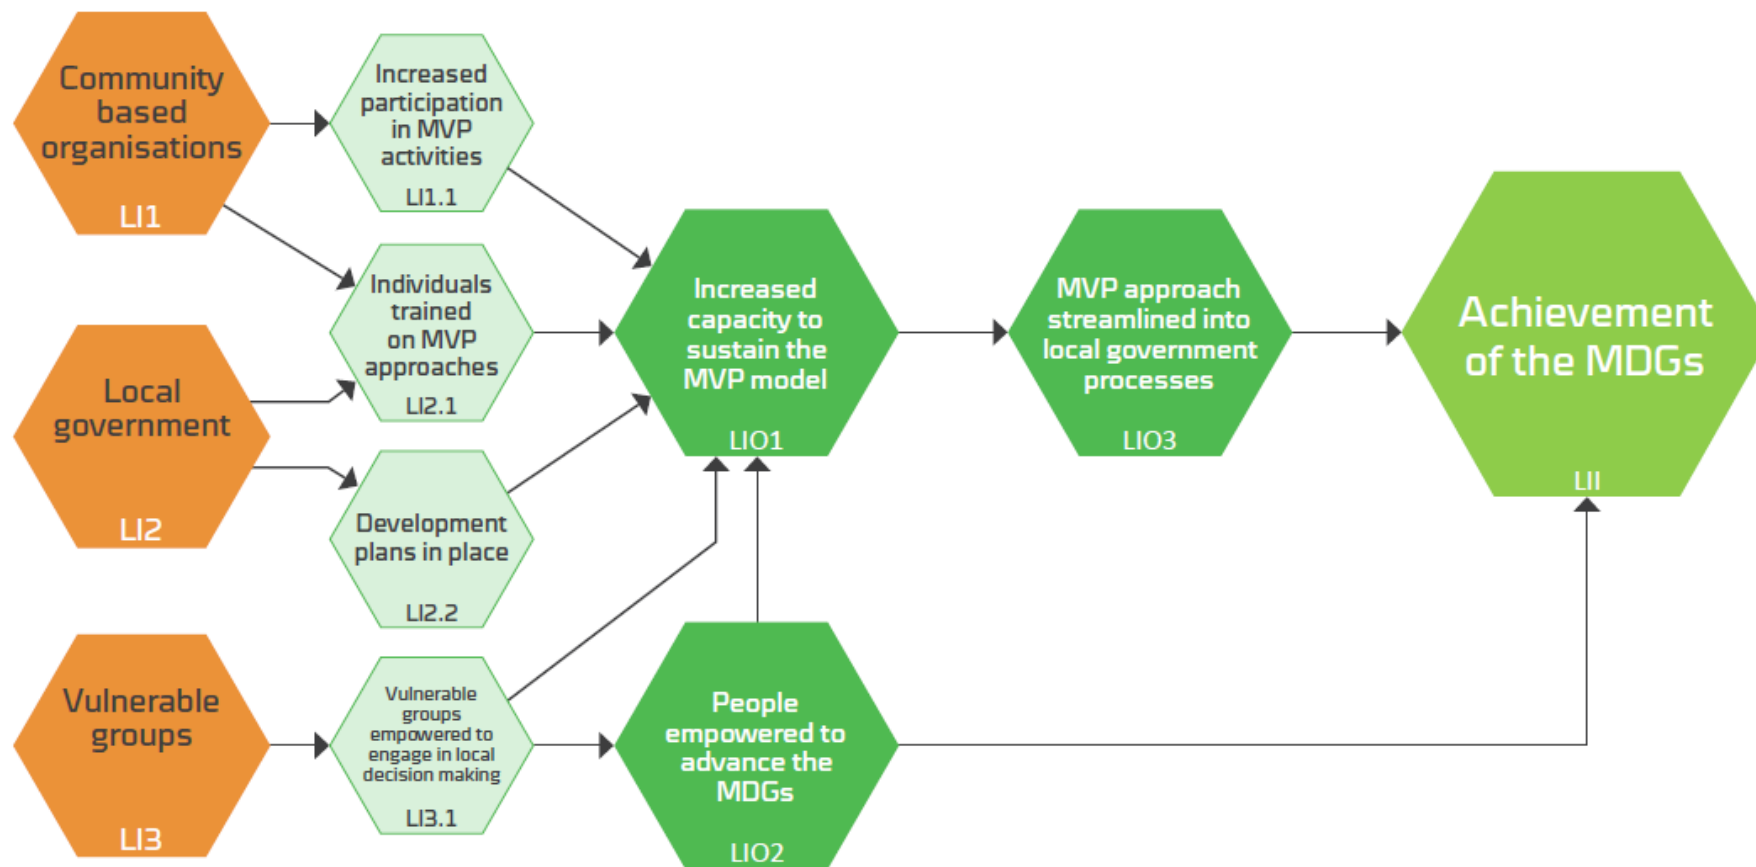 Community
based
organisations
LI1
Increased
participation
in MVP
activities
LI1.1
Individuals
trained
on MVP
approaches
LI2.1
Local
government
LI2
Development
plans in place
LI2.2
Vulnerable
groups
LI3
Vulnerable
groups
empowered to
engage in local
decision making
LI3.1
Increased
capacity to
sustain the
MVP model
LIO1
People
empowered to
advance the
MDGs
LIO2
MVP approach
streamlined into
local government
processes
LIO3
Achievement
of the MDGs
LII